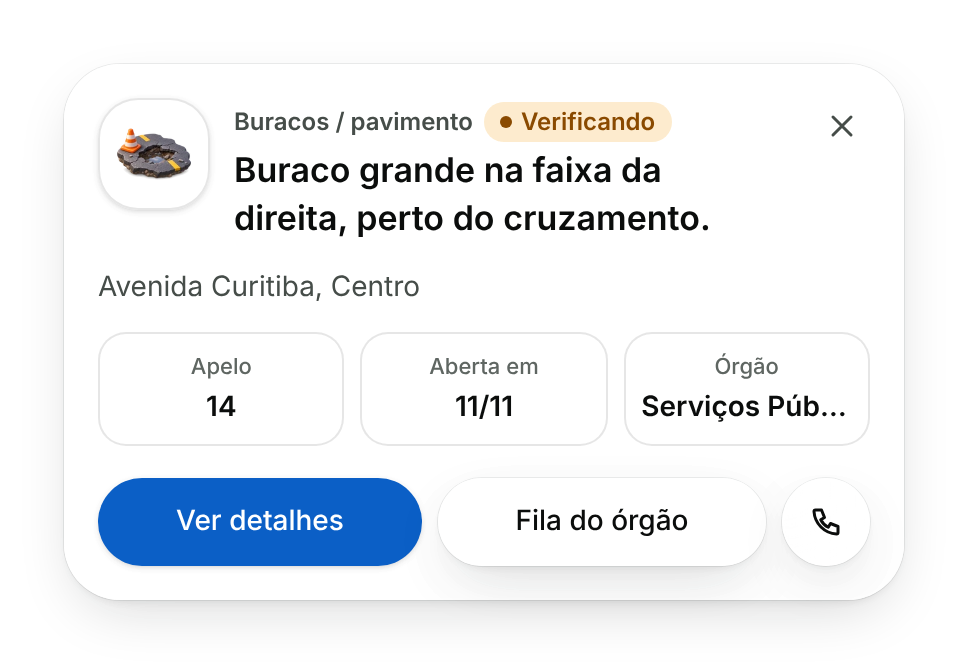 Buracos / pavimento
Verificando
Buraco grande na faixa da
direita, perto do cruzamento.
Avenida Curitiba, Centro
Apelo
14
Aberta em
11/11
Órgão
Serviços Púb...
Ver detalhes
Fila do órgão